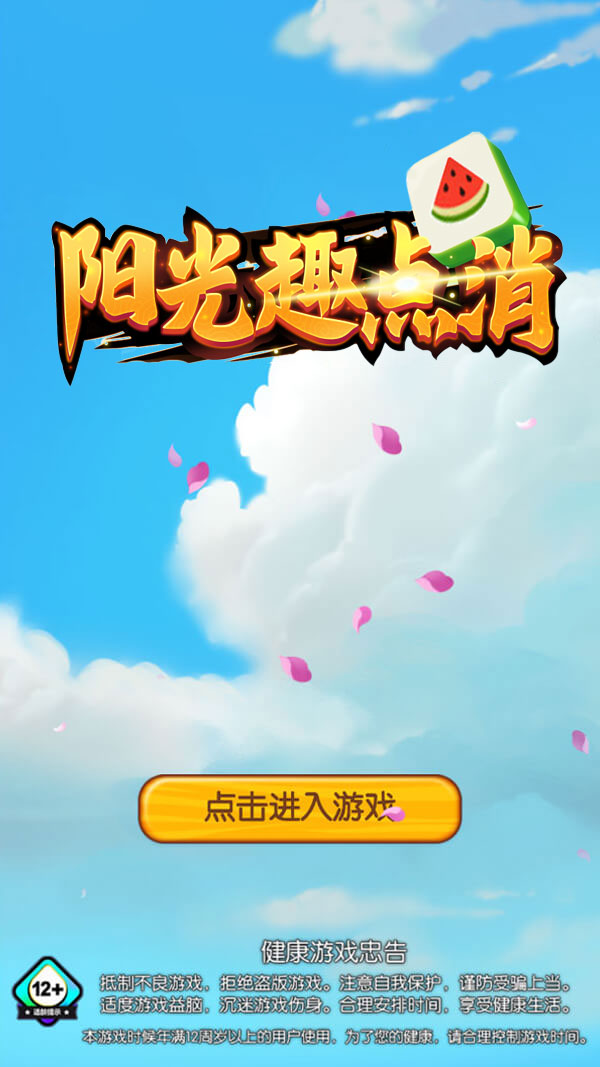 阳光趣点消
点击进入游戏
健康游戏忠告
抵制不良游戏，拒绝盗版游戏。注意自我保护，谨防受骗上当。
适度游戏益脑，沉迷游戏伤身。合理安排时间，享受健康生活。
12+
适龄提示
本游戏时候年满12周岁以上的用户使用，为了您的健康，请合理控制游戏时间。